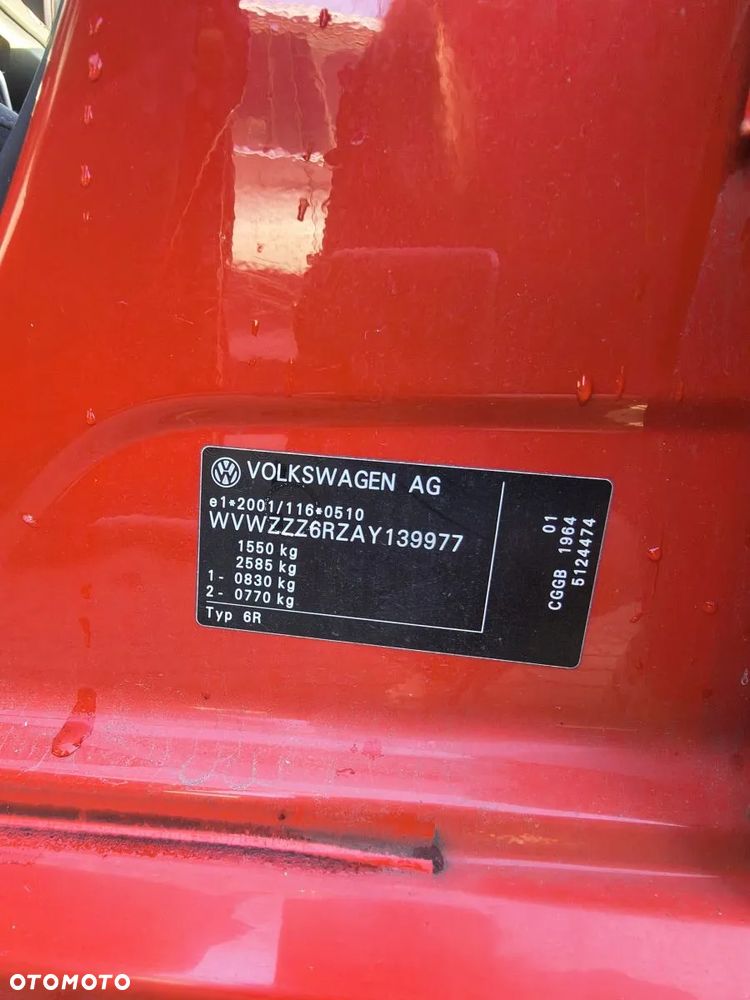 VOLKSWAGEN AG
e1*2001/116*0510
WVWZZZ6RZAY139977
1550 kg
2585 kg
1- 0830 kg
2- 0770 kg
Typ 6R
01
CGGB 1964
5124474
OTOMOTO